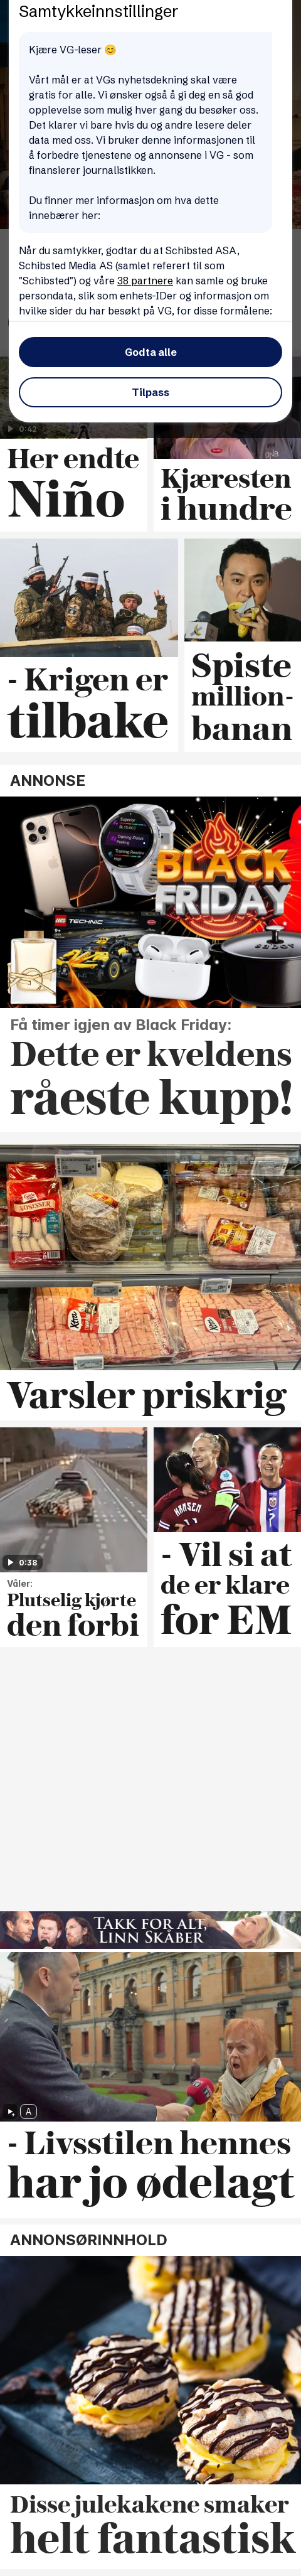 Samtykkeinnstillinger
Kjære VG-leser 😊
Vårt mål er at VGs nyhetsdekning skal være
gratis for alle. Vi ønsker også å gi deg en så god
opplevelse som mulig hver gang du besøker oss.
Det klarer vi bare hvis du og andre lesere deler
data med oss. Vi bruker denne informasjonen til
å forbedre tjenestene og annonsene i VG – som
finansierer journalistikken.
Du finner mer informasjon om hva dette
innebærer her:
Når du samtykker, godtar du at Schibsted ASA,
Schibsted Media AS (samlet referert til som
"Schibsted") og våre 38 partnere kan samle og bruke
persondata, slik som enhets-IDer og informasjon om
hvilke sider du har besøkt på VG, for disse formålene:
Godta alle
Tilpass
0:42
Her endte
Niño
Kjæresten
i hundre
- Krigen er
tilbake
Spiste
million-
banan
ANNONSE
BLACK
FRIDAY
LEGO TECHNIC
Få timer igjen av Black Friday:
Dette er kveldens
råeste kupp!
Varsler priskrig
0:38
Våler:
Plutselig kjørte
den forbi
HANSEN
- Vil si at
de er klare
for EM
TAKK FOR ALT,
LINN SKÅBER
A
- Livsstilen hennes
har jo ødelagt
ANNONSØRINNHOLD
Disse julekakene smaker
helt fantastisk